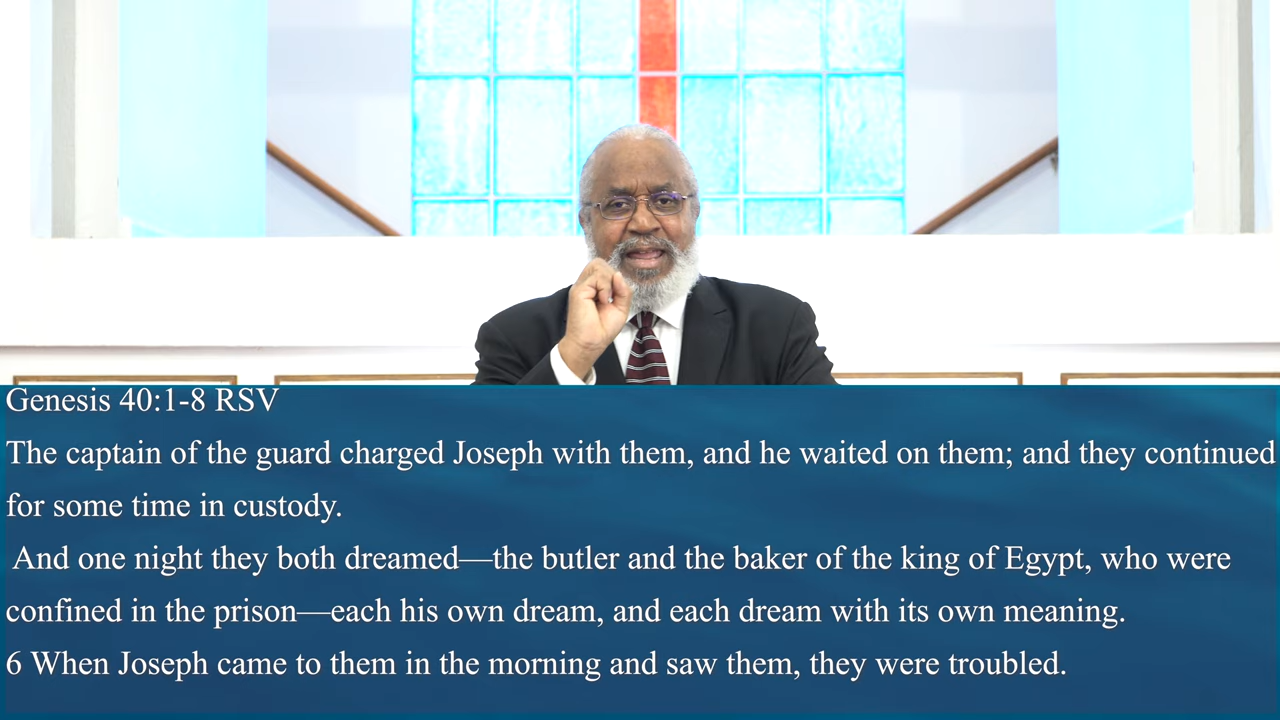 Genesis 40:1-8 RSV
The captain of the guard charged Joseph with them, and he waited on them; and they continued
for some time in custody.
And one night they both dreamed—the butler and the baker of the king of Egypt, who were
confined in the prison—each his own dream, and each dream with its own meaning.
6 When Joseph came to them in the morning and saw them, they were troubled.